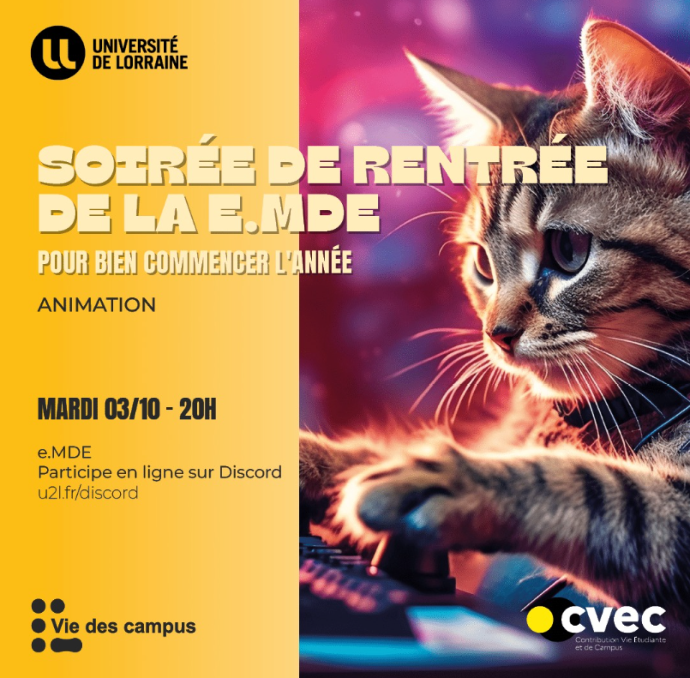 UNIVERSITÉ
DE LORRAINE
SOIRÉE DE RENTRÉE
DE LA E.MDE
POUR BIEN COMMENCER L'ANNÉE
ANIMATION
MARDI 03/10 - 20H
e.MDE
Participe en ligne sur Discord
u2l.fr/discord
Vie des campus
cvec
Contribution Vie Étudiante
et de Campus